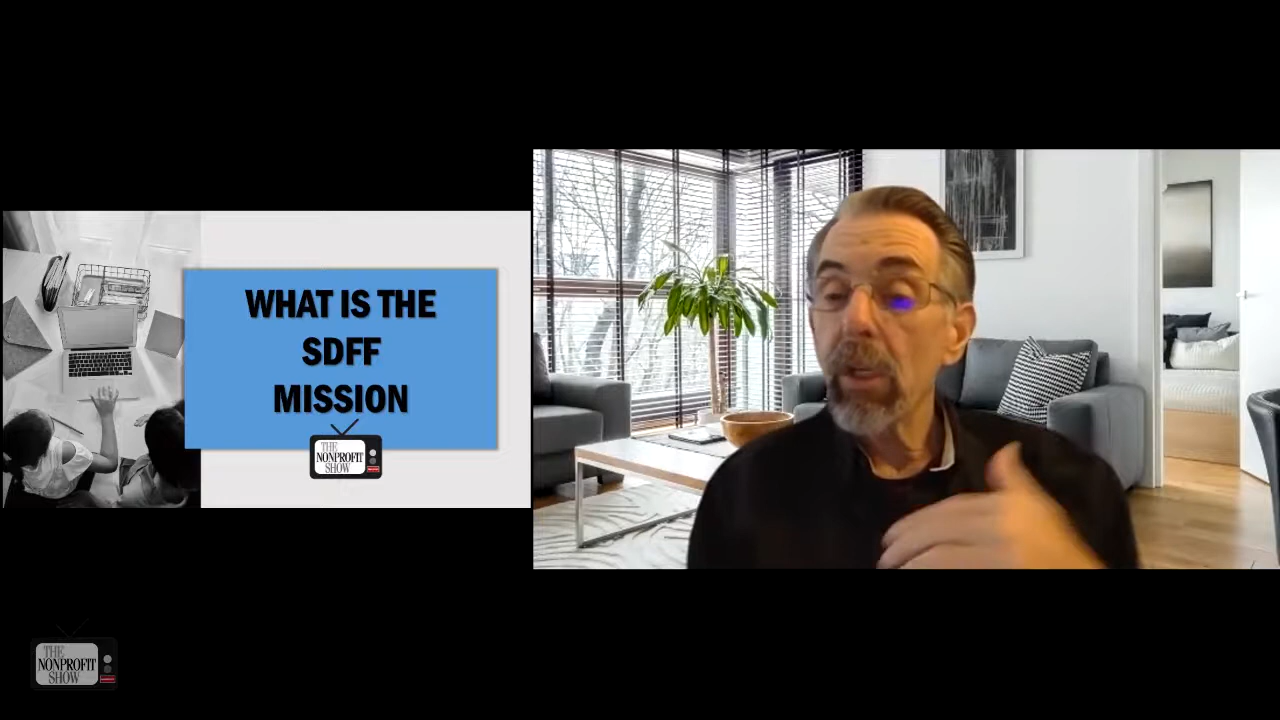 WHAT IS THE
SDFF
MISSION
THE
NONPROFIT
SHOW
THE
NONPROFIT
SHOW